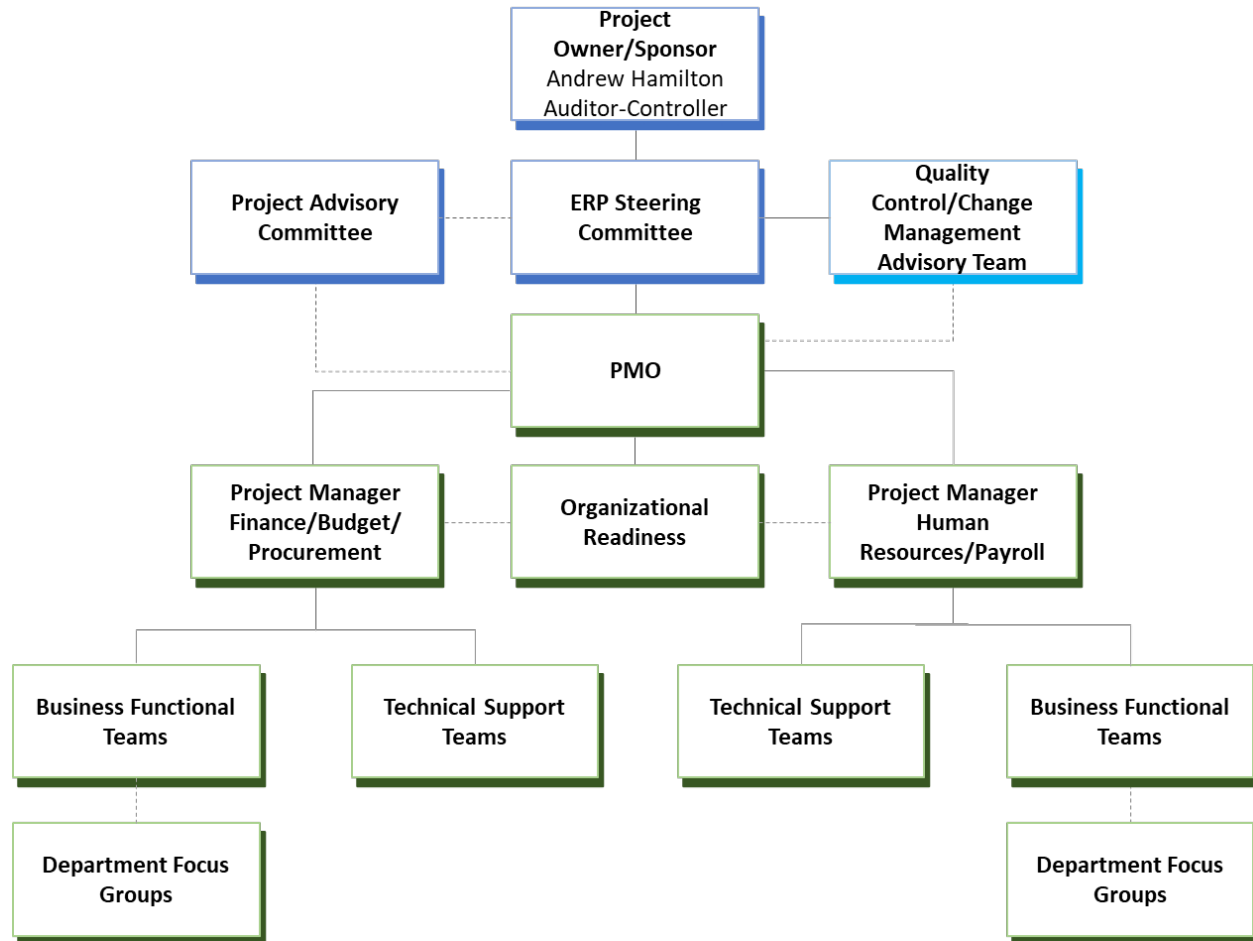 Project
Owner/Sponsor
Andrew Hamilton
Auditor-Controller
Project Advisory
Committee
ERP Steering
Committee
Quality
Control/Change
Management
Advisory Team
PMO
Project Manager
Finance/Budget/
Procurement
Organizational
Readiness
Project Manager
Human
Resources/Payroll
Business Functional
Teams
Technical Support
Teams
Technical Support
Teams
Business Functional
Teams
Department Focus
Groups
Department Focus
Groups